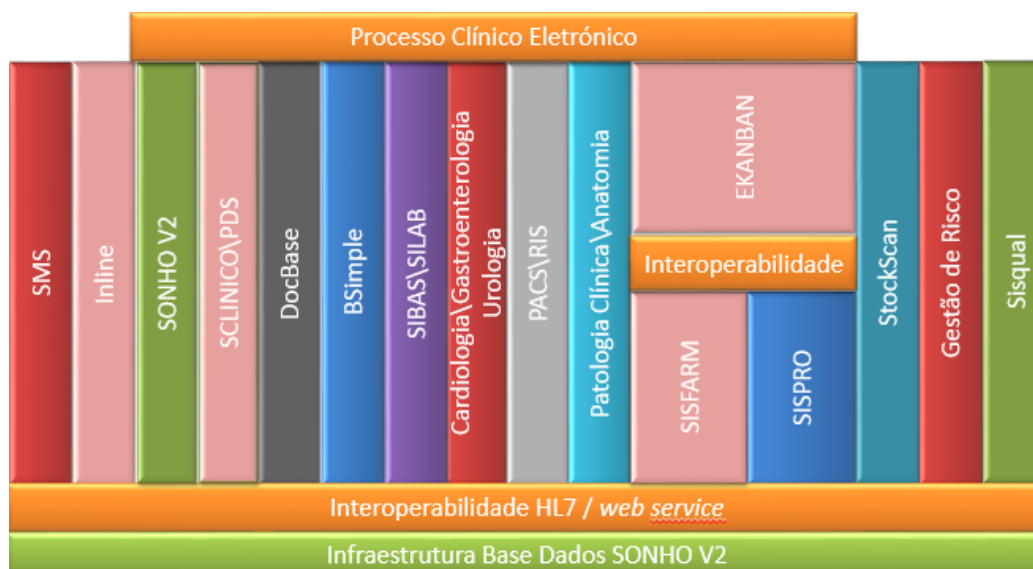 Processo Clínico Eletrónico
SMS
Inline
SONHO V2
SCLINICO\PDS
DocBase
BSimple
SIBAS\SILAB
Cardiologia\Gastroenterologia
Urologia
PACS\RIS
Patologia Clínica\Anatomia
EKANBAN
Interoperabilidade
SISFARM
SISPRO
StockScan
Gestão de Risco
Sisqual
Interoperabilidade HL7 / web service
Infraestrutura Base Dados SONHO V2